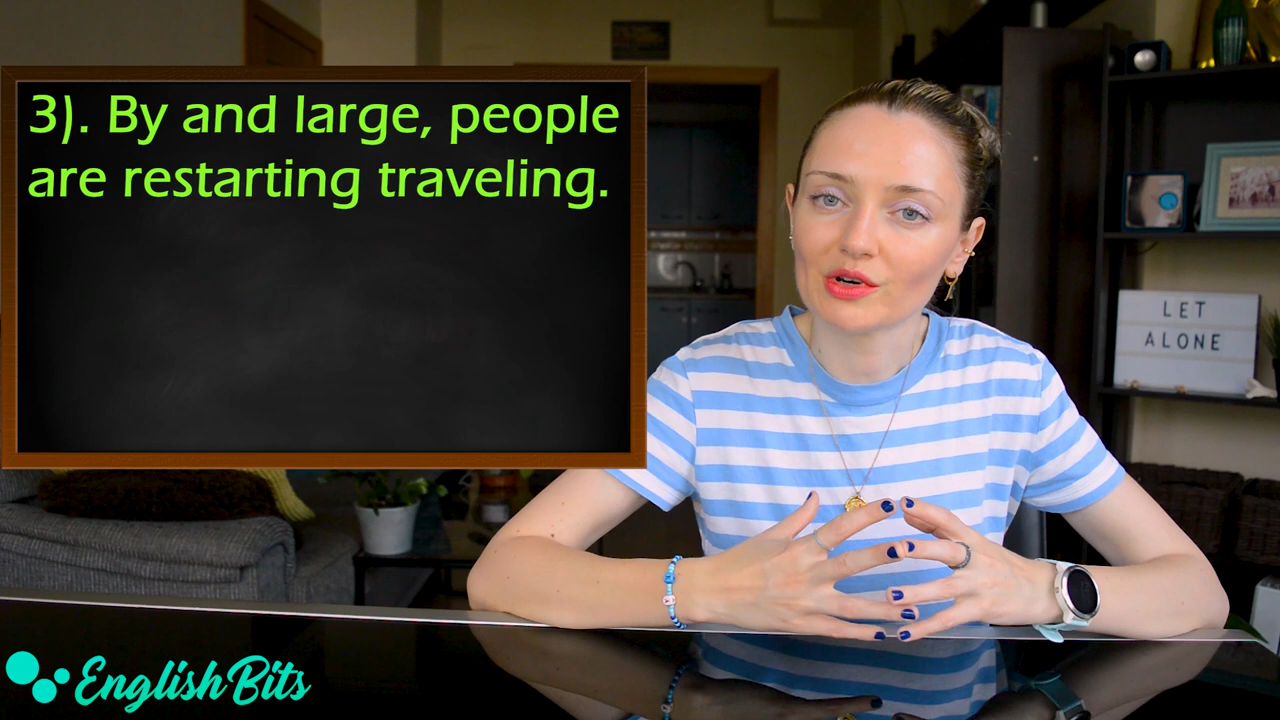 3). By and large, people
are restarting traveling.
LET
ALONE
EnglishBits